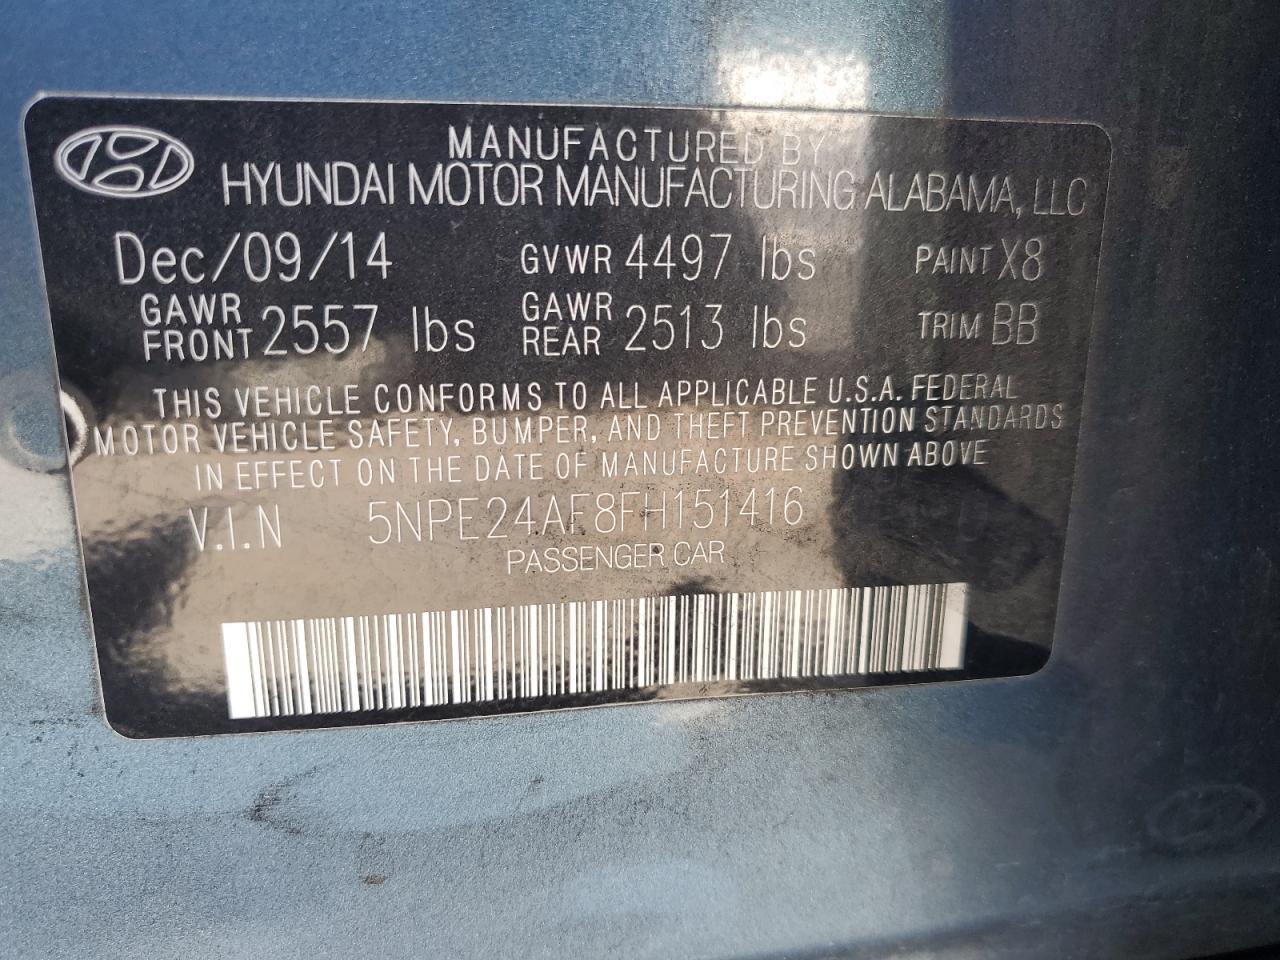 MANUFACTURED BY
HYUNDAI MOTOR MANUFACTURING ALABAMA, LLC
Dec/09/14 GVWR 4497 lbs PAINT X8
GAWR FRONT 2557 lbs GAWR REAR 2513 lbs TRIM BB
THIS VEHICLE CONFORMS TO ALL APPLICABLE U.S.A. FEDERAL
MOTOR VEHICLE SAFETY, BUMPER, AND THEFT PREVENTION STANDARDS
IN EFFECT ON THE DATE OF MANUFACTURE SHOWN ABOVE
V.I.N 5NPE24AF8FH151416
PASSENGER CAR